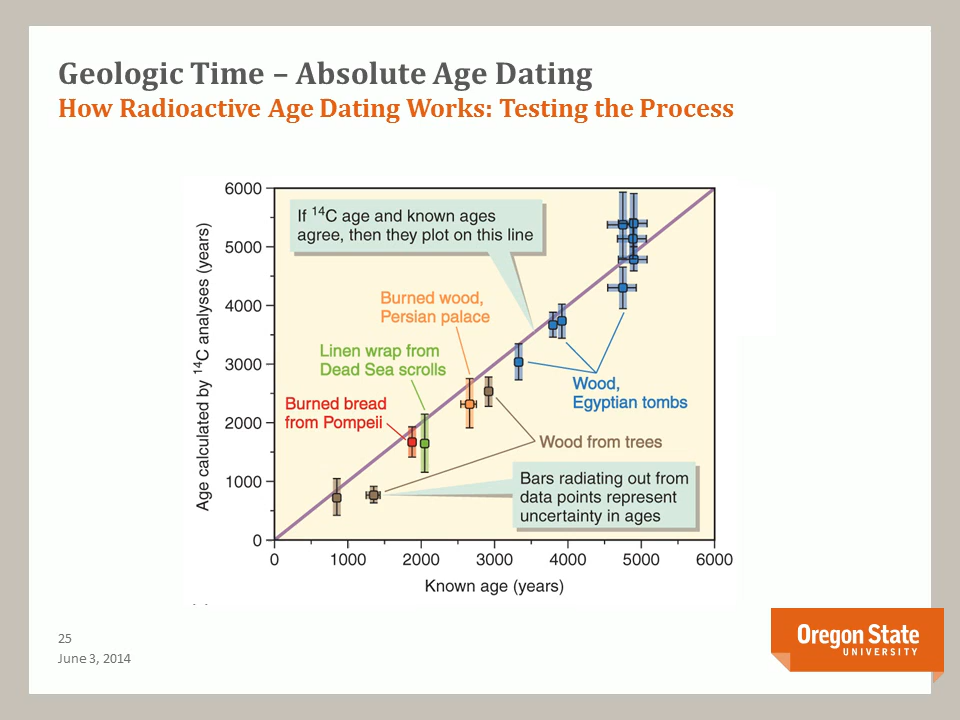 Geologic Time – Absolute Age Dating
How Radioactive Age Dating Works: Testing the Process
6000
5000
4000
3000
2000
1000
0
Age calculated by ¹⁴C analyses (years)
If ¹⁴C age and known ages
agree, then they plot on this line
Burned wood,
Persian palace
Linen wrap from
Dead Sea scrolls
Burned bread
from Pompeii
Wood,
Egyptian tombs
Wood from trees
Bars radiating out from
data points represent
uncertainty in ages
0 1000 2000 3000 4000 5000 6000
Known age (years)
25
June 3, 2014
Oregon State
UNIVERSITY